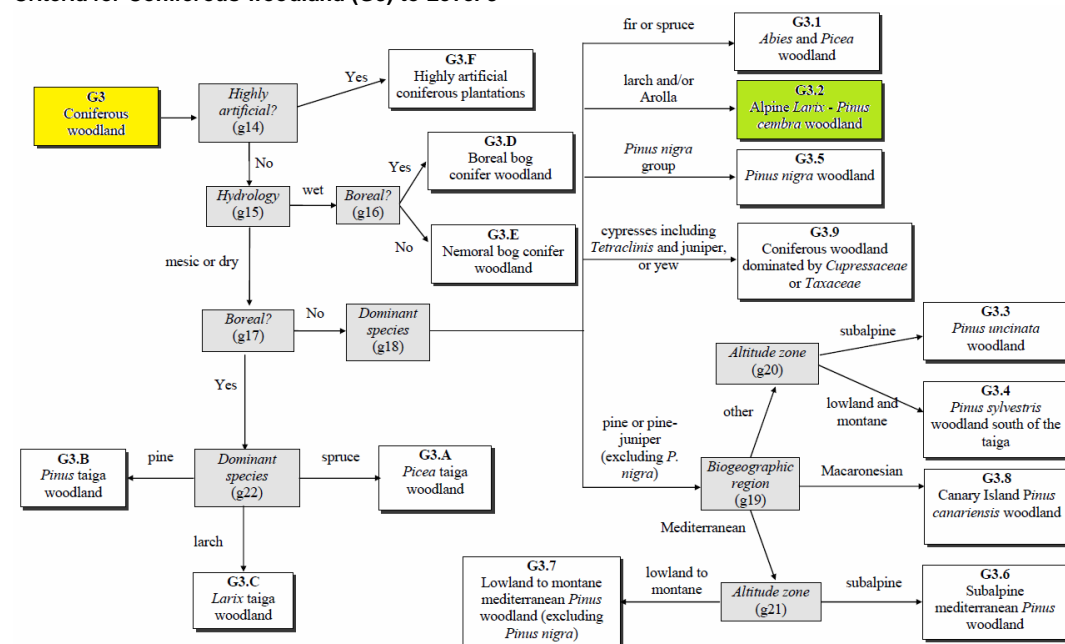 Criteria for Coniferous woodland (G3) to Level 3
G3
Coniferous
woodland
Highly
artificial?
(g14)
Yes
G3.F
Highly artificial
coniferous plantations
No
Hydrology
(g15)
wet
Boreal?
(g16)
Yes
G3.D
Boreal bog
conifer woodland
No
G3.E
Nemoral bog conifer
woodland
mesic or dry
Boreal?
(g17)
No
Dominant
species
(g18)
Yes
Dominant
species
(g22)
pine
G3.B
Pinus taiga
woodland
spruce
G3.A
Picea taiga
woodland
larch
G3.C
Larix taiga
woodland
fir or spruce
G3.1
Abies and Picea
woodland
larch and/or
Arolla
G3.2
Alpine Larix - Pinus
cembra woodland
Pinus nigra
group
G3.5
Pinus nigra woodland
cypresses including
Tetraclinis and juniper,
or yew
G3.9
Coniferous woodland
dominated by Cupressaceae
or Taxaceae
pine or pine-
juniper
(excluding P.
nigra)
Biogeographic
region
(g19)
other
Altitude zone
(g20)
subalpine
G3.3
Pinus uncinata
woodland
lowland and
montane
G3.4
Pinus sylvestris
woodland south of the
taiga
Macaronesian
G3.8
Canary Island Pinus
canariensis woodland
Mediterranean
Altitude zone
(g21)
lowland to
montane
G3.7
Lowland to montane
mediterranean Pinus
woodland (excluding
Pinus nigra)
subalpine
G3.6
Subalpine
mediterranean Pinus
woodland